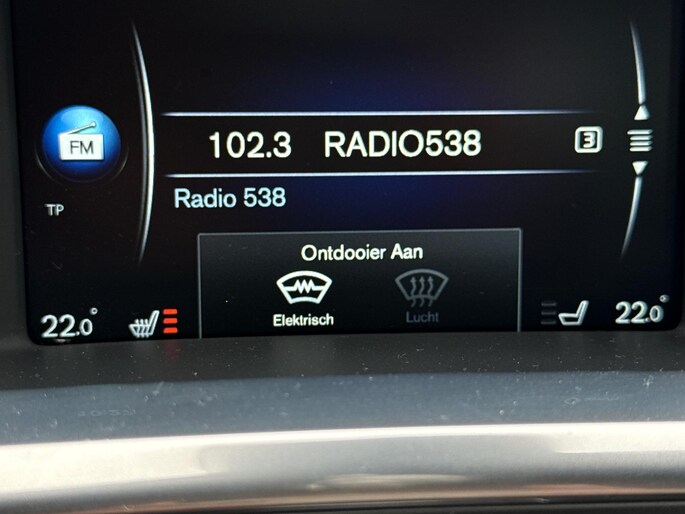 102.3 RADIO538 3
FM
Radio 538
TP
Ontdooier Aan
Elektrisch Lucht
22.0° 22.0°